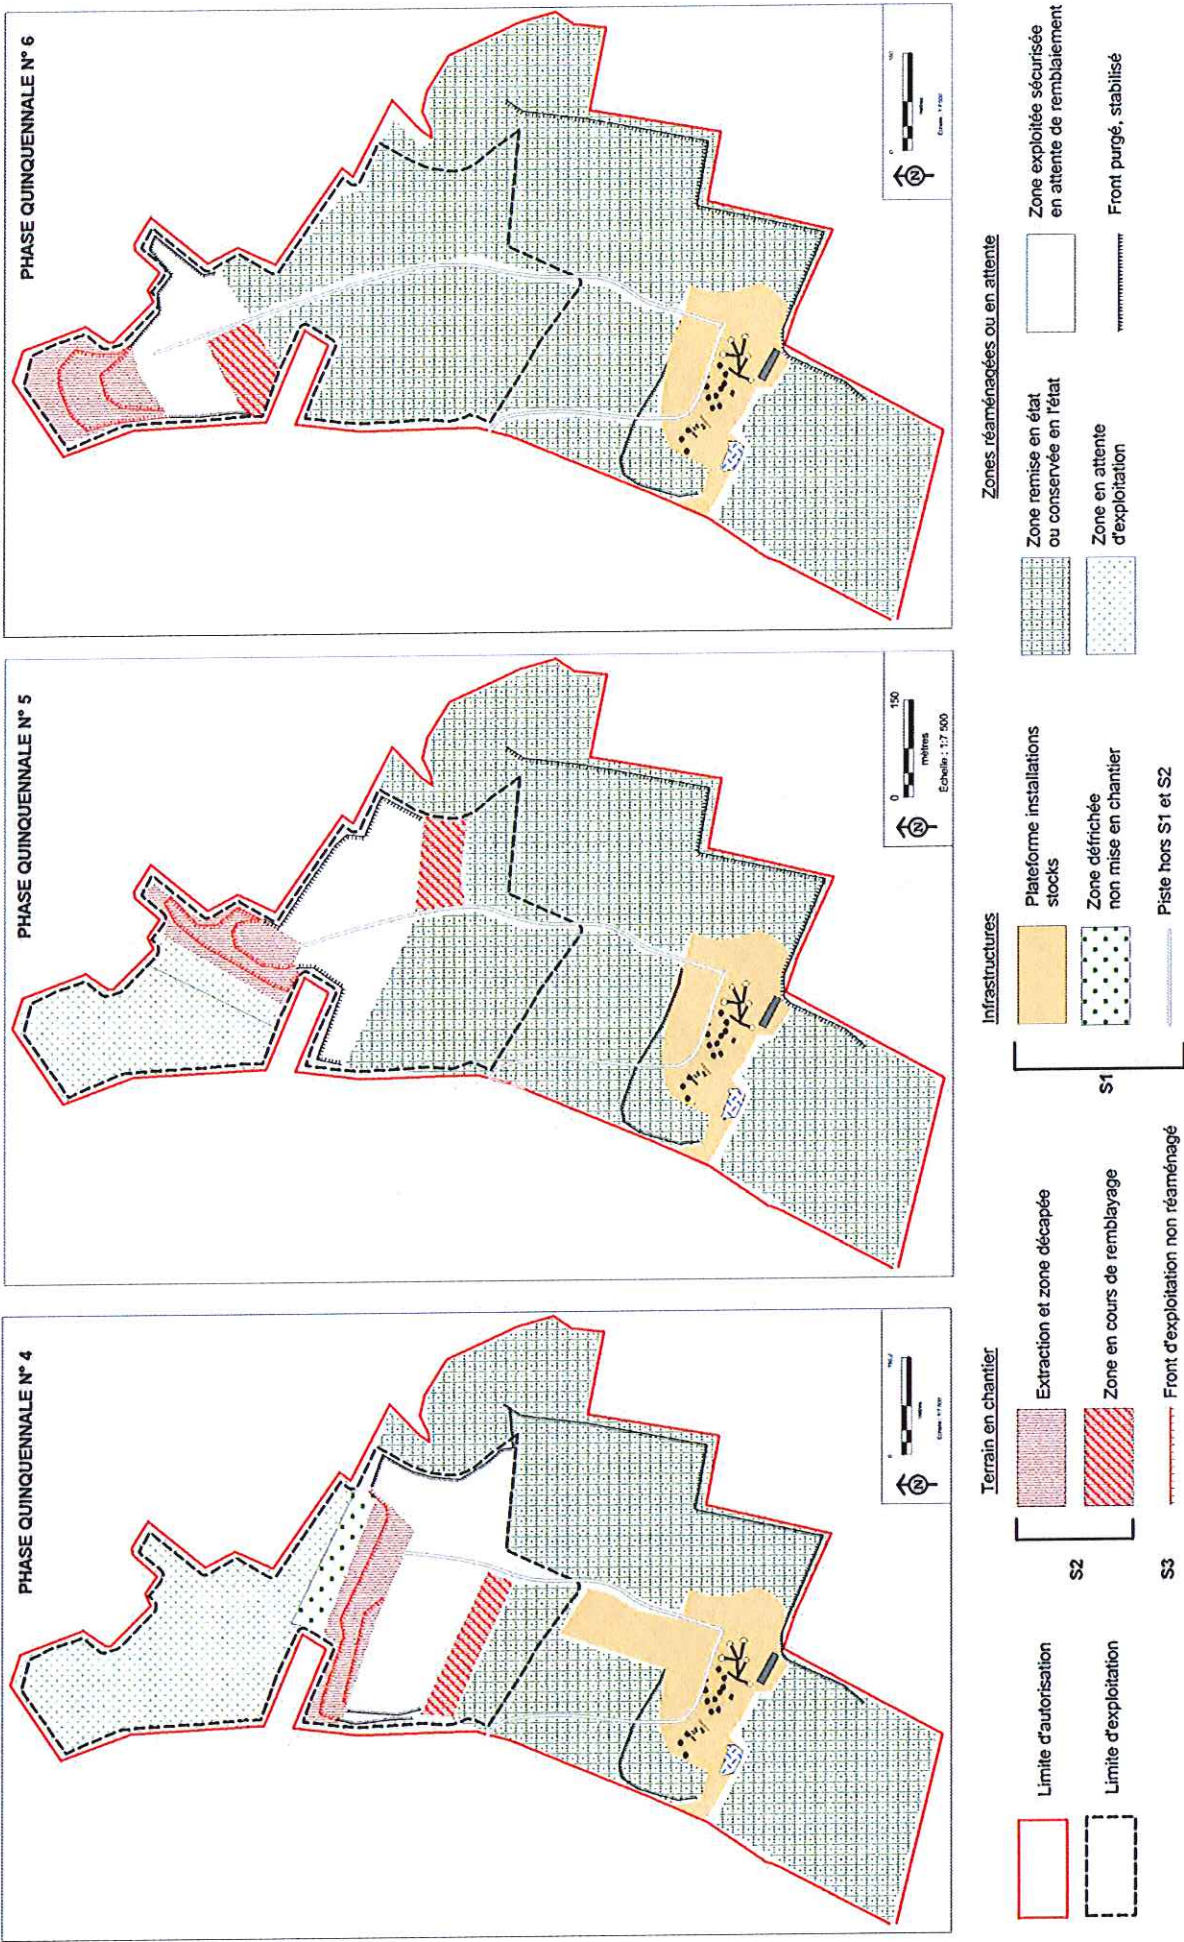 PHASE QUINQUENNALE N° 4
PHASE QUINQUENNALE N° 5
0 150
mètres
Echelle : 1:7 500
PHASE QUINQUENNALE N° 6
Limite d'autorisation
Limite d'exploitation
Terrain en chantier
S2
Extraction et zone décapée
Zone en cours de remblayage
S3
Front d'exploitation non réaménagé
Infrastructures
S1
Plateforme installations
stocks
Zone défrichée
non mise en chantier
Piste hors S1 et S2
Zones réaménagées ou en attente
Zone remise en état
ou conservée en l'état
Zone en attente
d'exploitation
Zone exploitée sécurisée
en attente de remblaiement
Front purgé, stabilisé